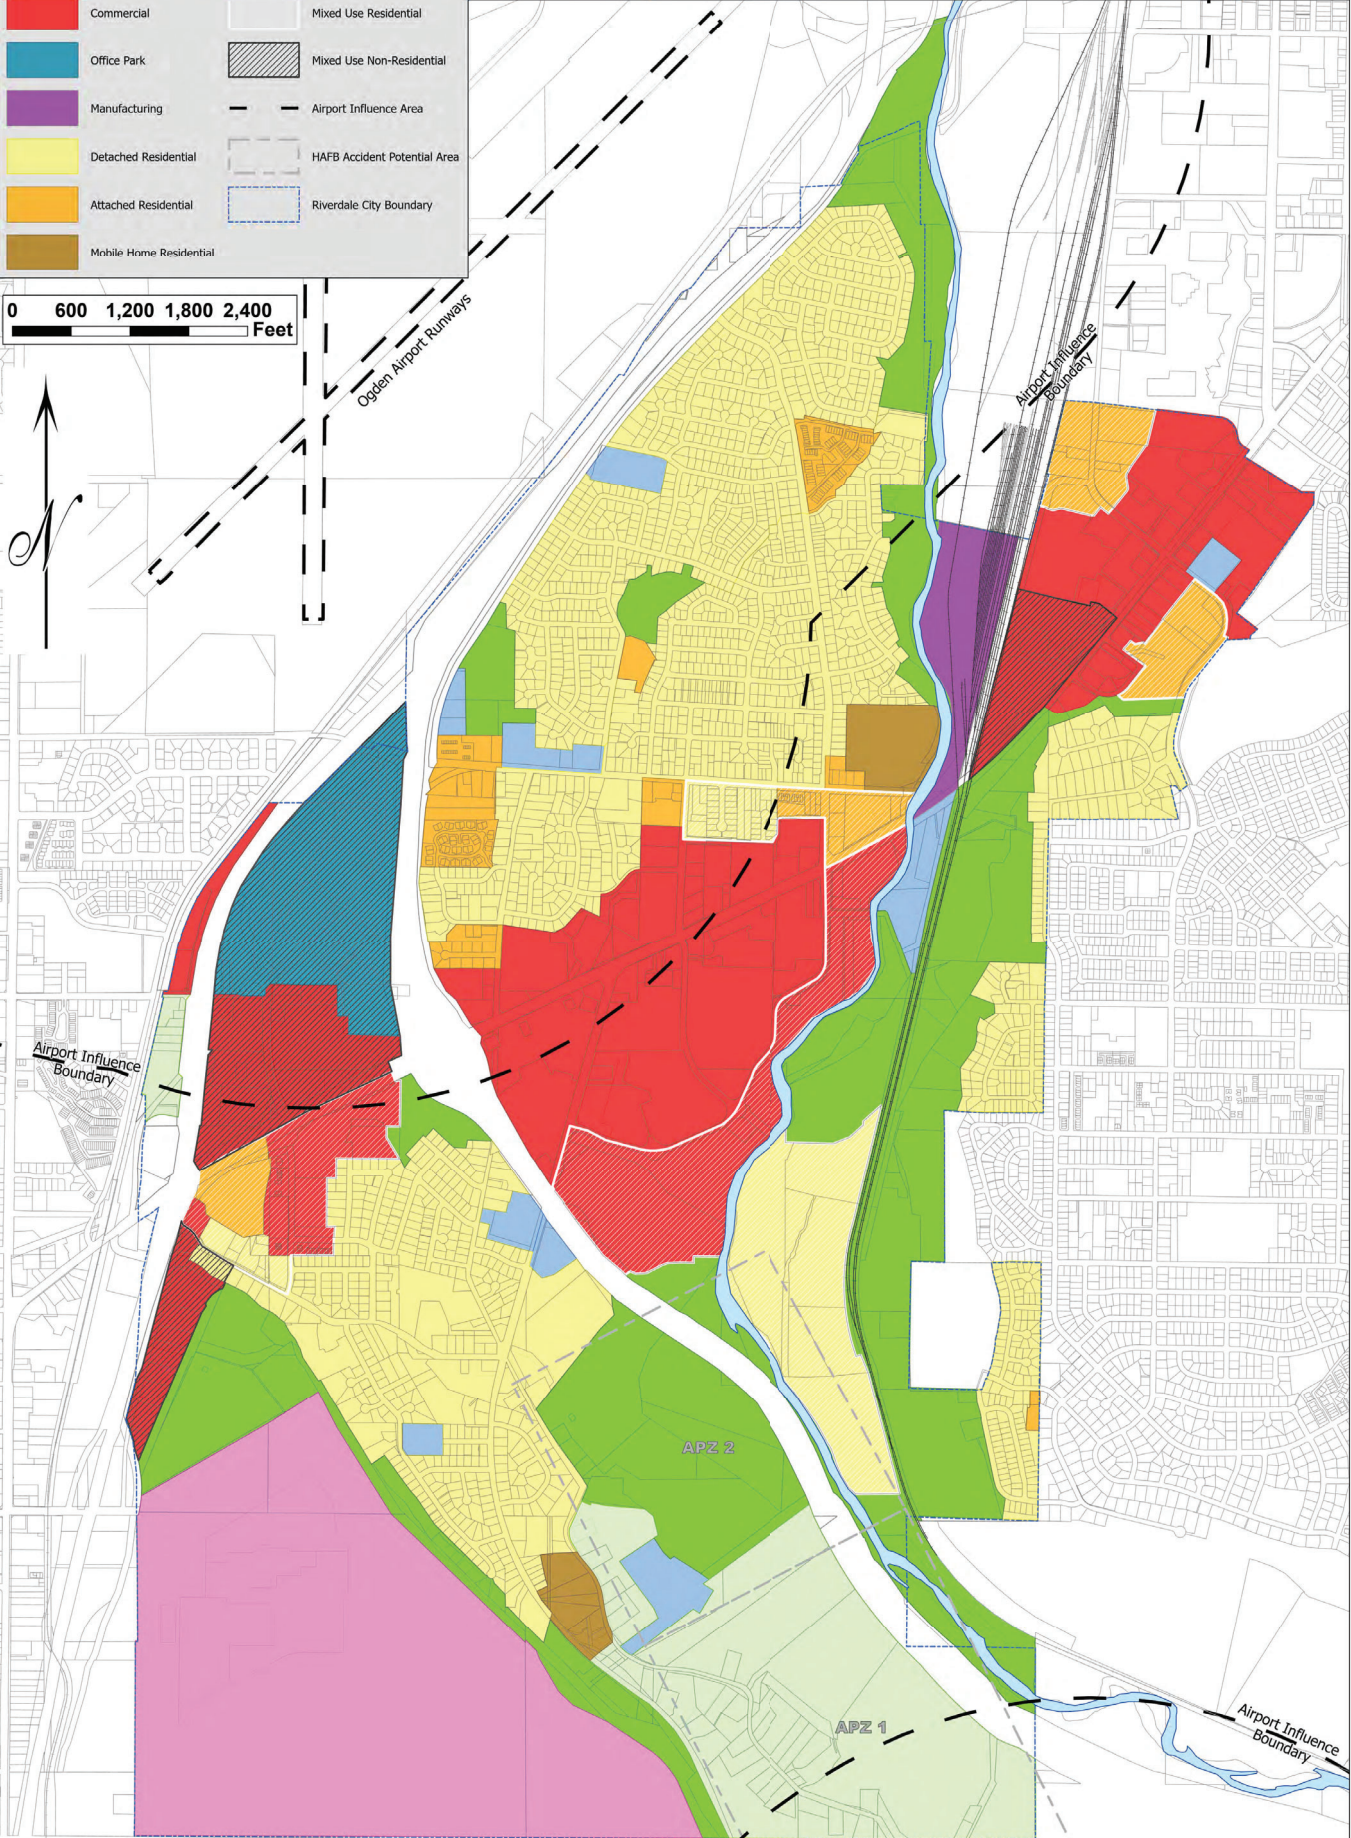 Commercial
Mixed Use Residential
Office Park
Mixed Use Non-Residential
Manufacturing
Airport Influence Area
Detached Residential
HAFB Accident Potential Area
Attached Residential
Riverdale City Boundary
Mobile Home Residential
0 600 1,200 1,800 2,400
Feet
Ogden Airport Runways
N
Airport Influence
Boundary
Airport Influence
Boundary
APZ 2
APZ 1
Airport Influence
Boundary